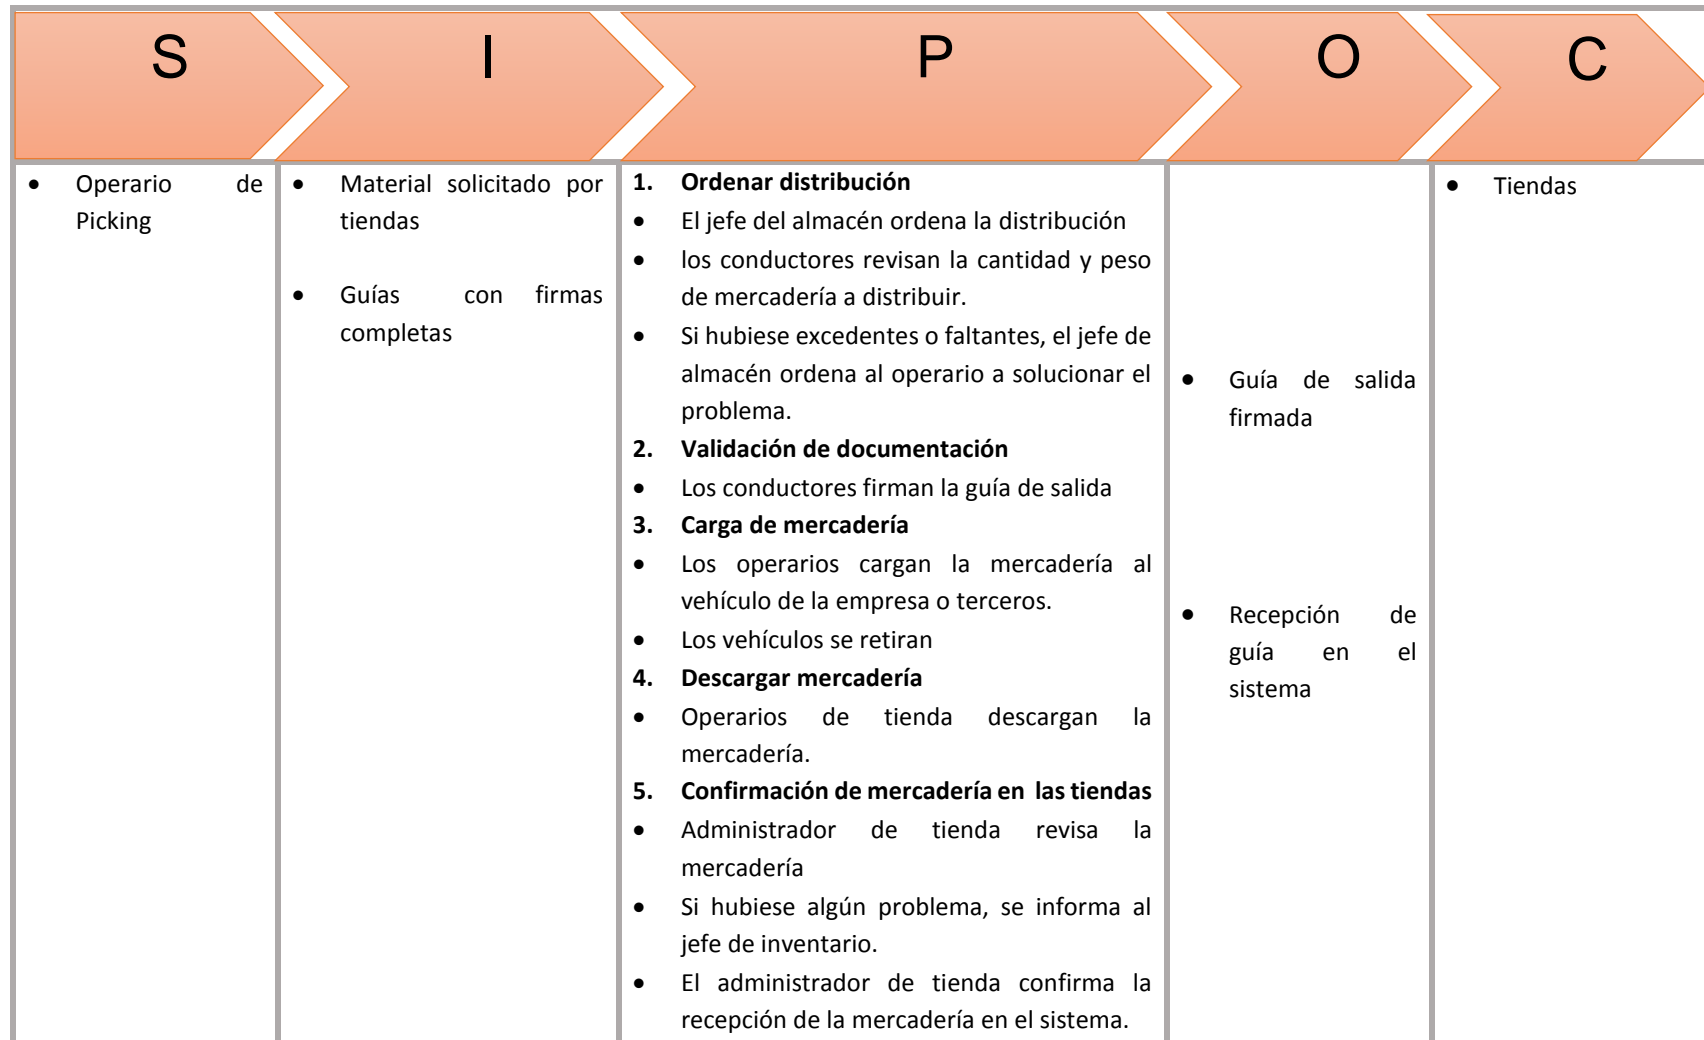 S
I
P
O
C
• Operario de
Picking
• Material solicitado por
tiendas
• Guías con firmas
completas
1. Ordenar distribución
• El jefe del almacén ordena la distribución
• los conductores revisan la cantidad y peso
de mercadería a distribuir.
• Si hubiese excedentes o faltantes, el jefe de
almacén ordena al operario a solucionar el
problema.
2. Validación de documentación
• Los conductores firman la guía de salida
3. Carga de mercadería
• Los operarios cargan la mercadería al
vehículo de la empresa o terceros.
• Los vehículos se retiran
4. Descargar mercadería
• Operarios de tienda descargan la
mercadería.
5. Confirmación de mercadería en las tiendas
• Administrador de tienda revisa la
mercadería
• Si hubiese algún problema, se informa al
jefe de inventario.
• El administrador de tienda confirma la
recepción de la mercadería en el sistema.
• Guía de salida
firmada
• Recepción de
guía en el
sistema
• Tiendas